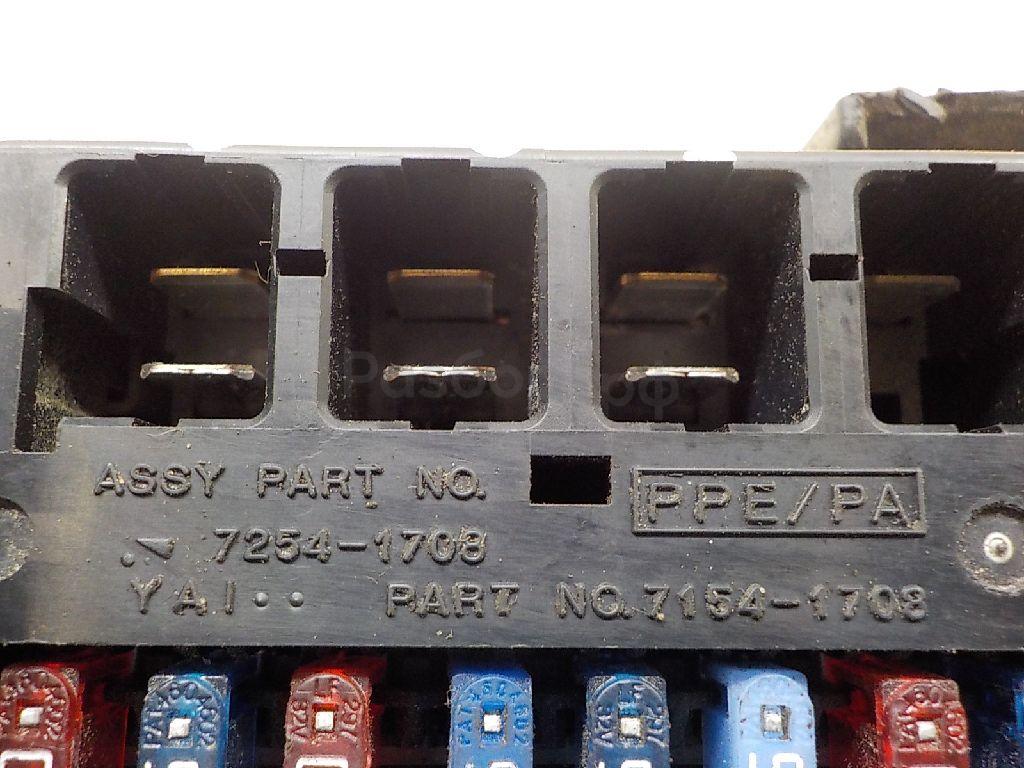 ASSY PART NO.
PPE/PA
7254-1708
YAI•• PART NO.7154-1708